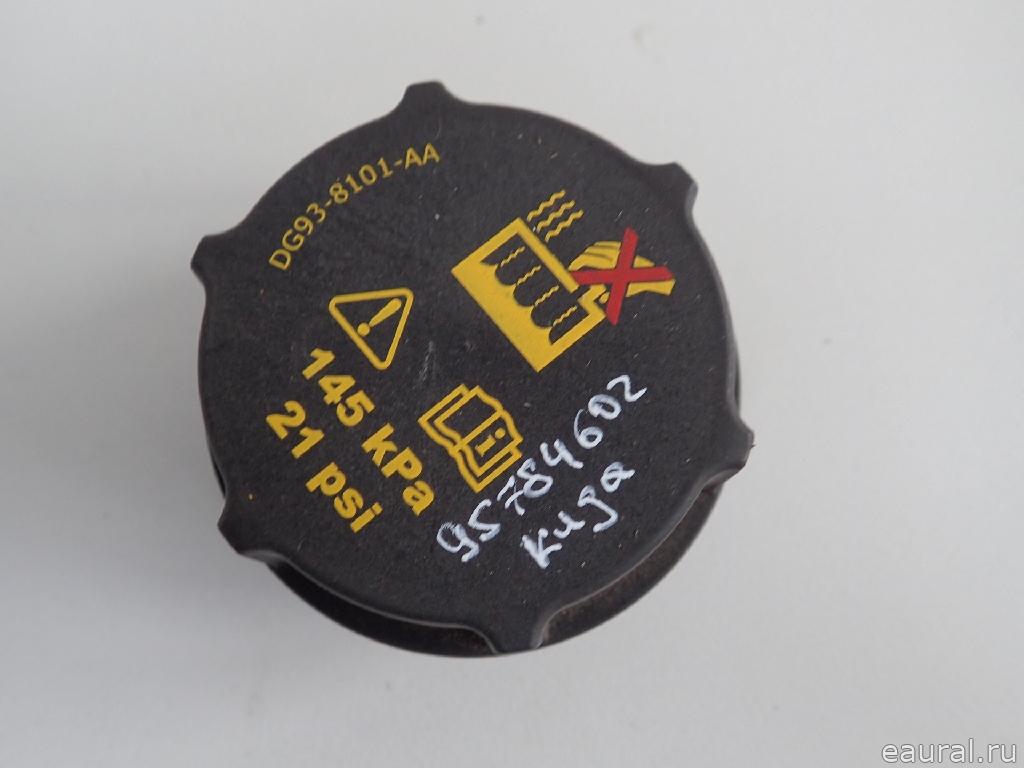 DG93-8101-AA
145 kPa
21 psi
i
95784602
Kuga
eaural.ru